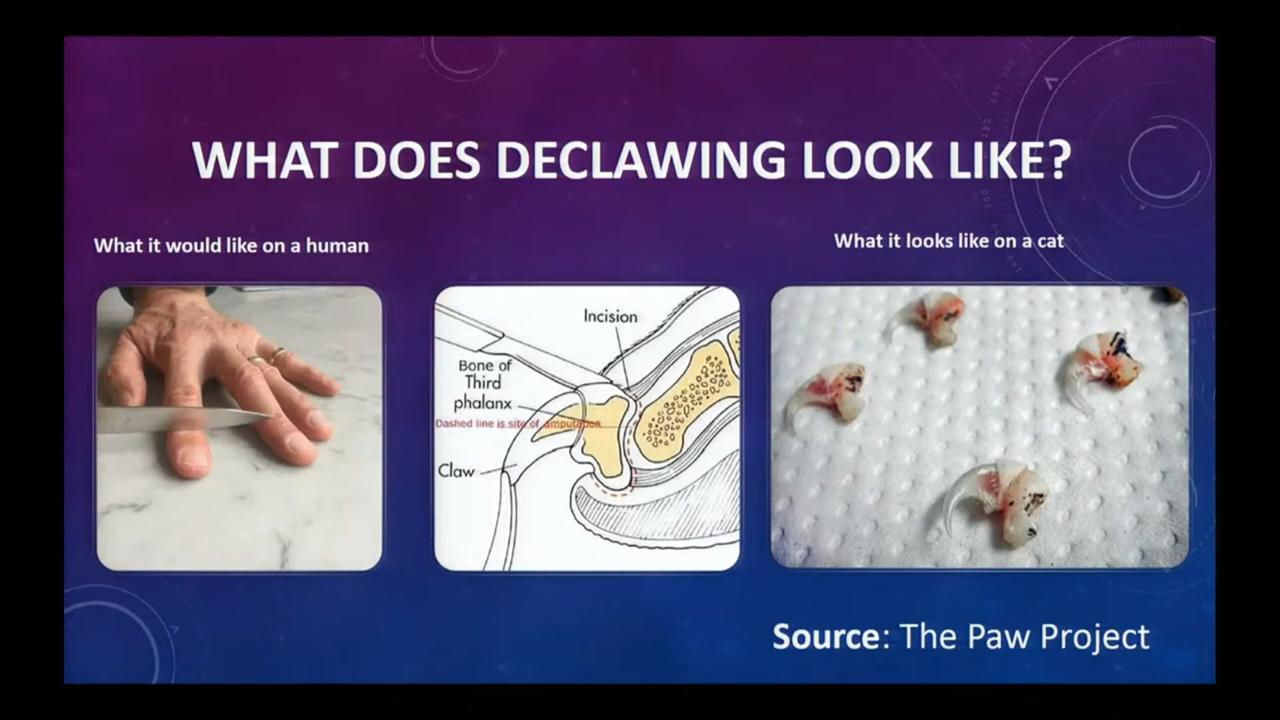 WHAT DOES DECLAWING LOOK LIKE?
What it would like on a human
What it looks like on a cat
Incision
Bone of
Third
phalanx
Dashed line is site of amputation
Claw
Source: The Paw Project